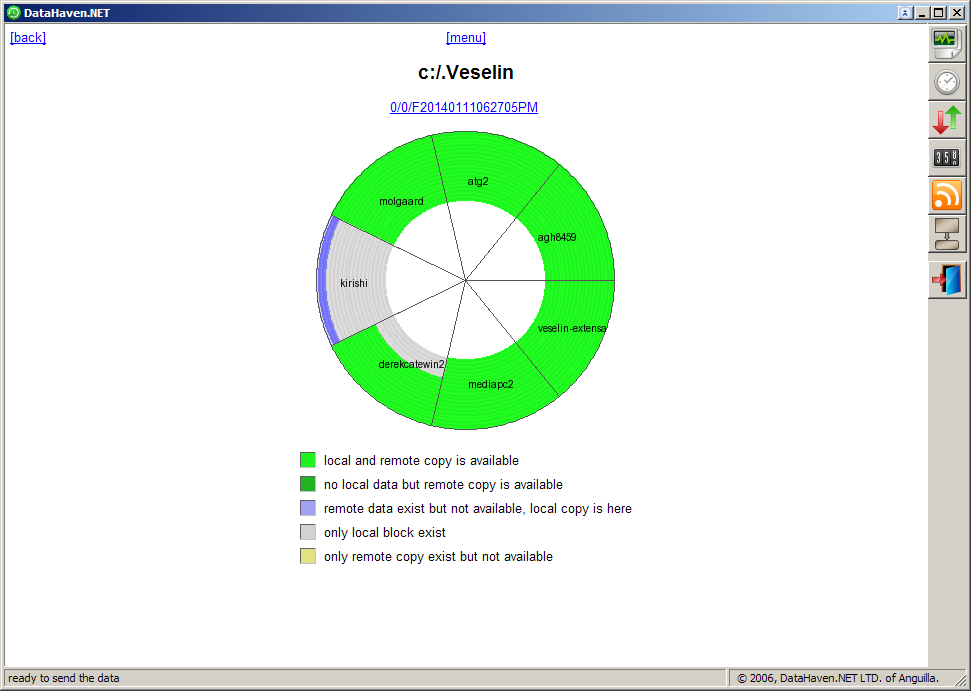 DataHaven.NET
[back] [menu]
c:/.Veselin
0/0/F20140111062705PM
atg2
molgaard
agh8459
kirishi
veselin-extensa
derekcatewin2
mediapc2
local and remote copy is available
no local data but remote copy is available
remote data exist but not available, local copy is here
only local block exist
only remote copy exist but not available
ready to send the data
© 2006, DataHaven.NET LTD. of Anguilla.